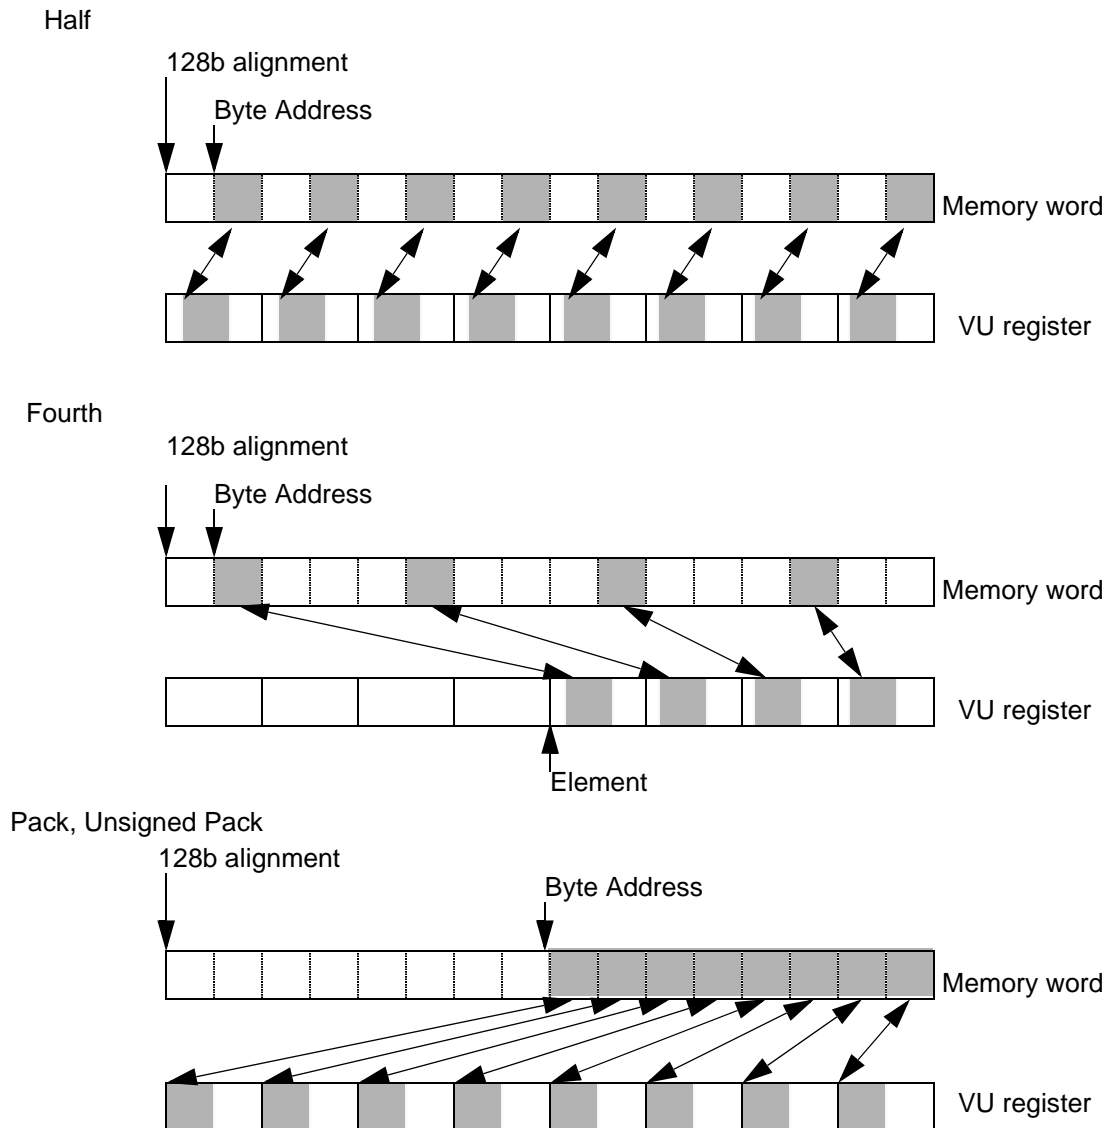 Half
128b alignment
Byte Address
Memory word
VU register
Fourth
128b alignment
Byte Address
Memory word
VU register
Element
Pack, Unsigned Pack
128b alignment
Byte Address
Memory word
VU register